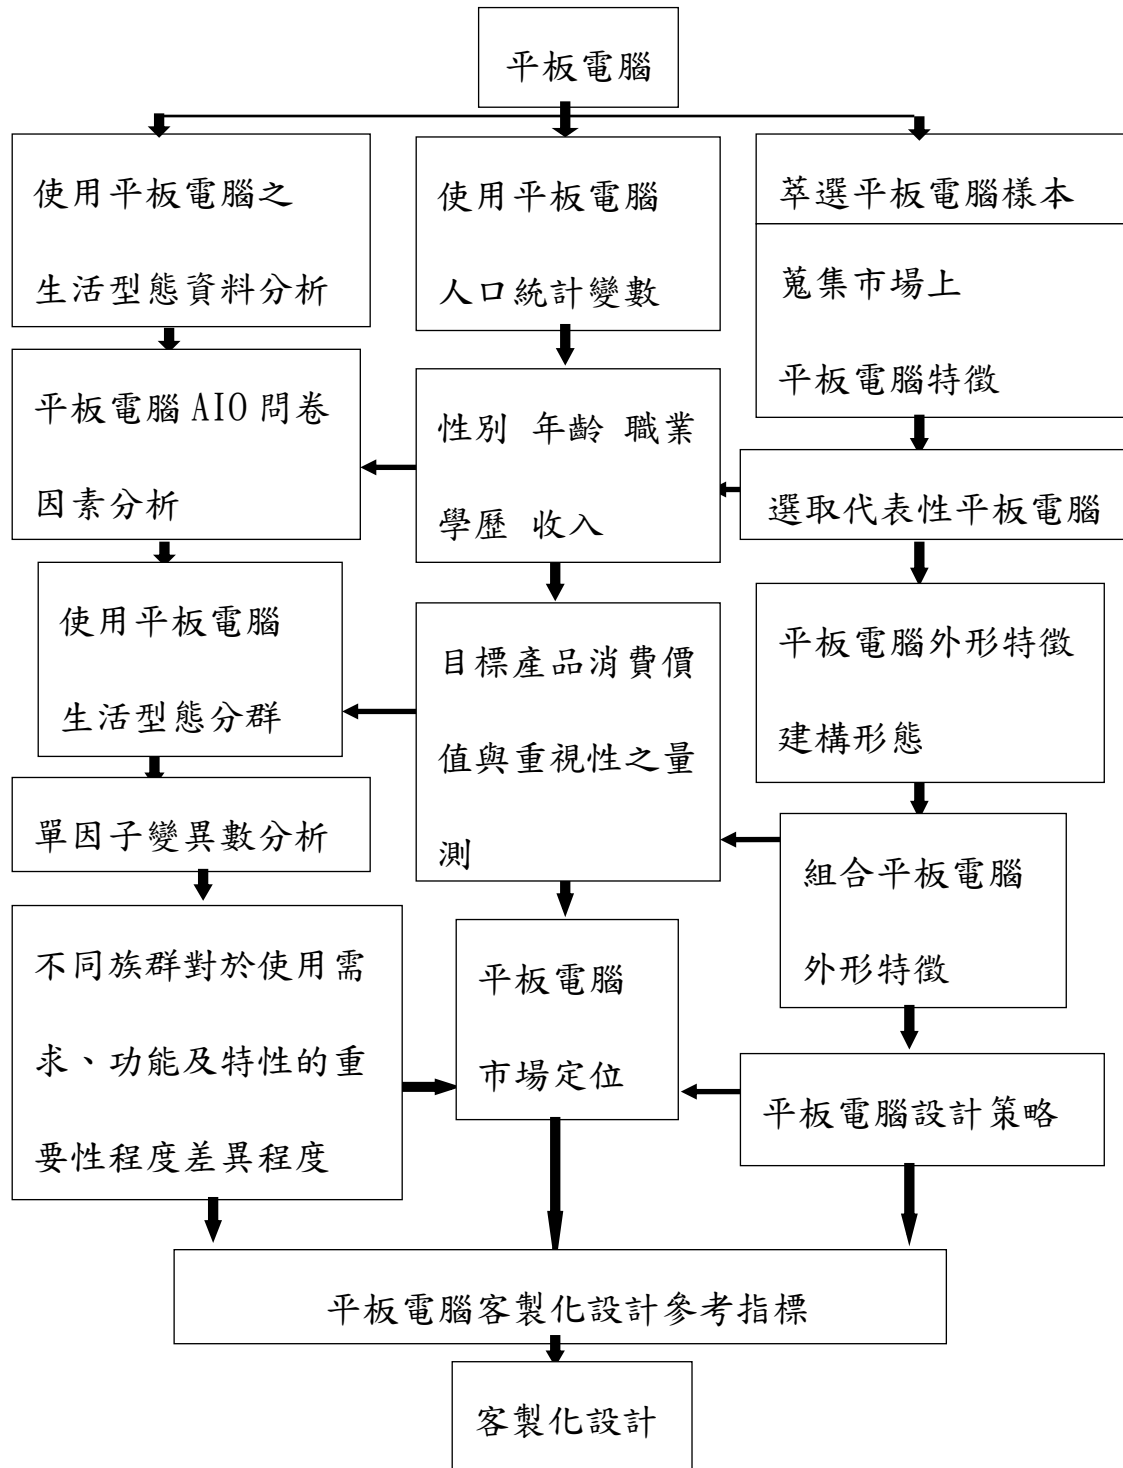 平板電腦
使用平板電腦之
生活型態資料分析
使用平板電腦
人口統計變數
萃選平板電腦樣本
蒐集市場上
平板電腦特徵
平板電腦 AIO 問卷
因素分析
性別 年齡 職業
學歷 收入
選取代表性平板電腦
使用平板電腦
生活型態分群
目標產品消費價
值與重視性之量
測
平板電腦外形特徵
建構形態
單因子變異數分析
組合平板電腦
外形特徵
不同族群對於使用需
求、功能及特性的重
要性程度差異程度
平板電腦
市場定位
平板電腦設計策略
平板電腦客製化設計參考指標
客製化設計